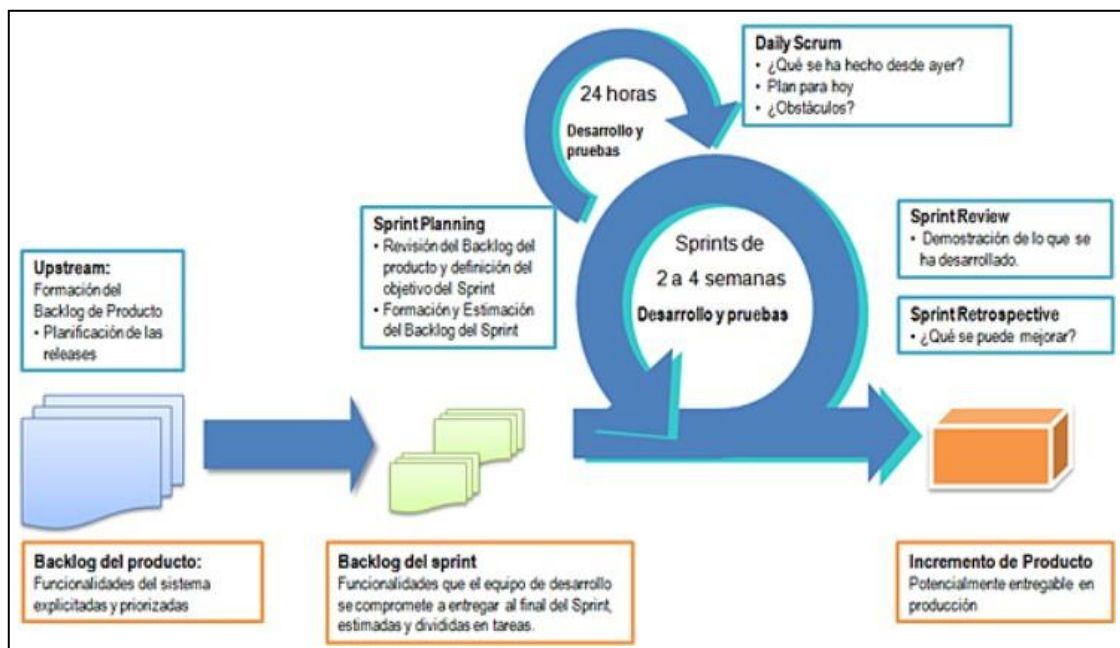 Daily Scrum
• ¿Qué se ha hecho desde ayer?
• Plan para hoy
• ¿Obstáculos?
24 horas
Desarrollo y
pruebas
Sprint Planning
• Revisión del Backlog del
producto y definición del
objetivo del Sprint
• Formación y Estimación
del Backlog del Sprint
Sprints de
2 a 4 semanas
Desarrollo y pruebas
Sprint Review
• Demostración de lo que se
ha desarrollado.
Upstream:
Formación del
Backlog de Producto
• Planificación de las
releases
Sprint Retrospective
• ¿Qué se puede mejorar?
Backlog del producto:
Funcionalidades del sistema
explicitadas y priorizadas
Backlog del sprint
Funcionalidades que el equipo de desarrollo
se compromete a entregar al final del Sprint,
estimadas y divididas en tareas.
Incremento de Producto
Potencialmente entregable en
producción